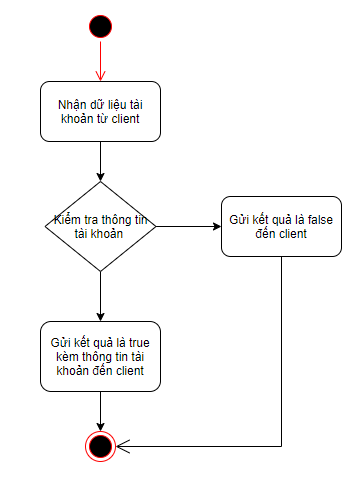 Nhận dữ liệu tài
khoản từ client
Kiểm tra thông tin
tài khoản
Gửi kết quả là false
đến client
Gửi kết quả là true
kèm thông tin tài
khoản đến client